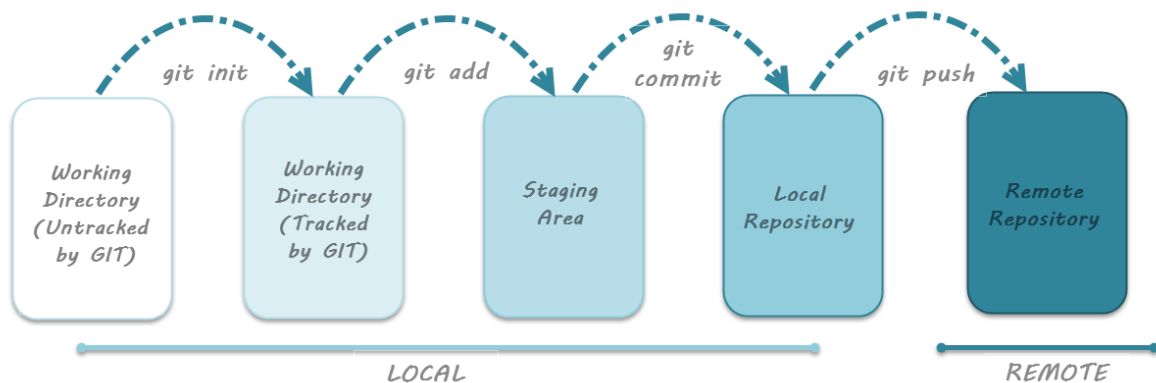 git init
git add
git
commit
git push
Working
Directory
(Untracked
by GIT)
Working
Directory
(Tracked
by GIT)
Staging
Area
Local
Repository
Remote
Repository
LOCAL
REMOTE